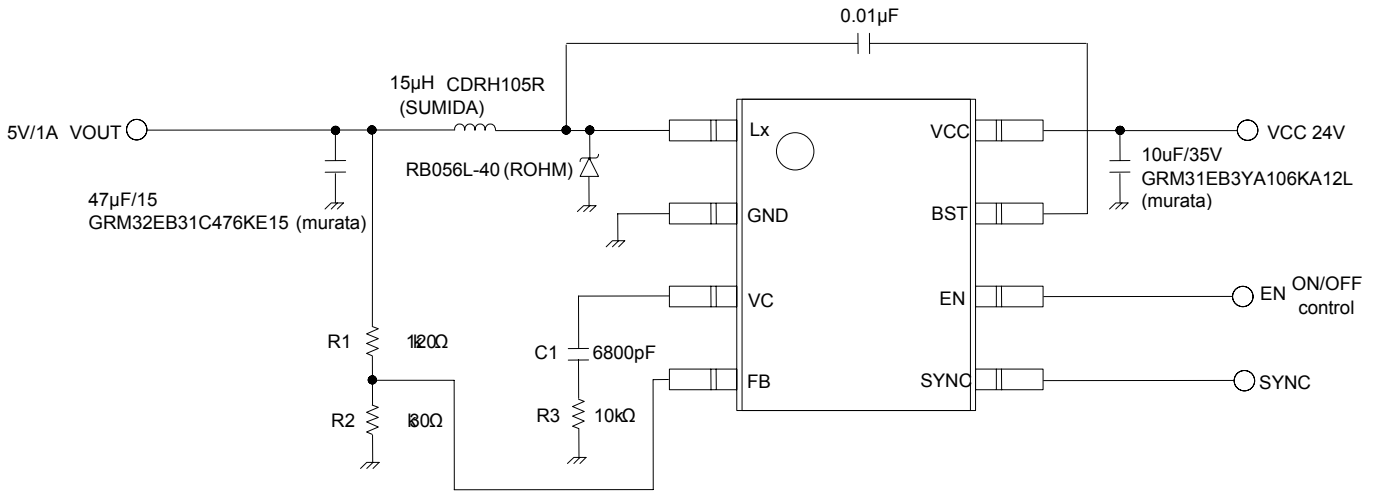 0.01µF
15µH CDRH105R
(SUMIDA)
5V/1A VOUT
Lx
VCC
VCC 24V
RB056L-40 (ROHM)
10uF/35V
GRM31EB3YA106KA12L
(murata)
47µF/15
GRM32EB31C476KE15 (murata)
GND
BST
VC
EN
EN ON/OFF
control
R1
C1 6800pF
FB
SYNC
SYNC
R2
R3 10kΩ